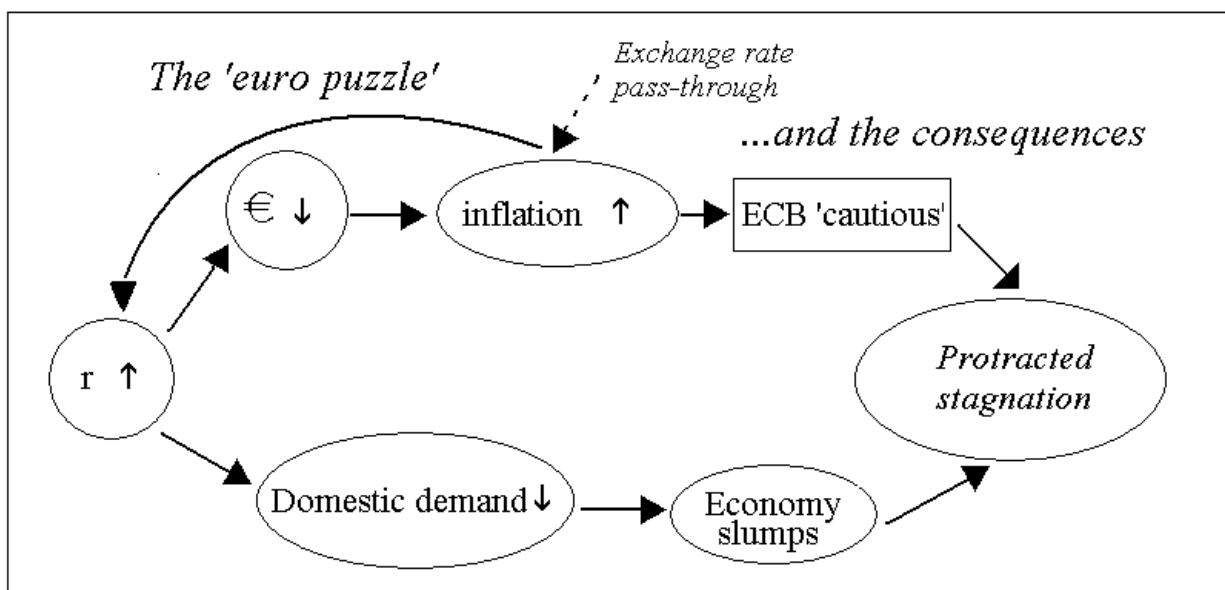 The 'euro puzzle'
Exchange rate
pass-through
...and the consequences
€ ↓
inflation ↑
ECB 'cautious'
r ↑
Protracted
stagnation
Domestic demand↓
Economy
slumps